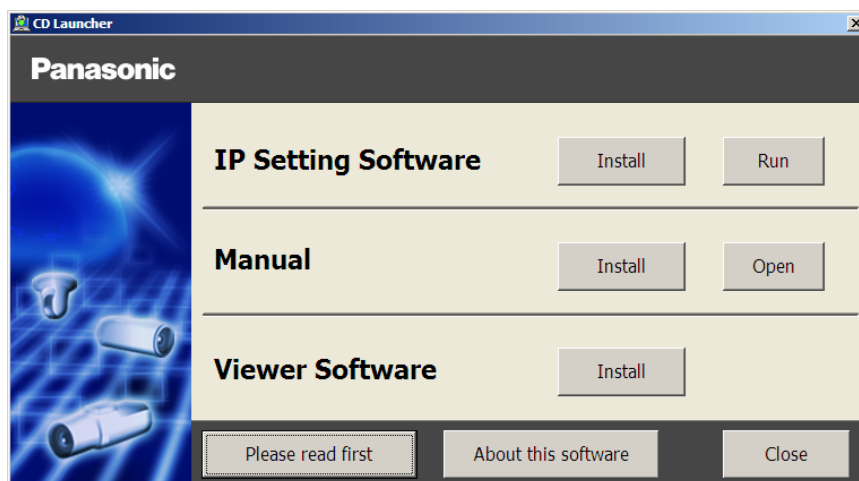 CD Launcher
Panasonic
IP Setting Software Install Run
Manual Install Open
Viewer Software Install
Please read first About this software Close